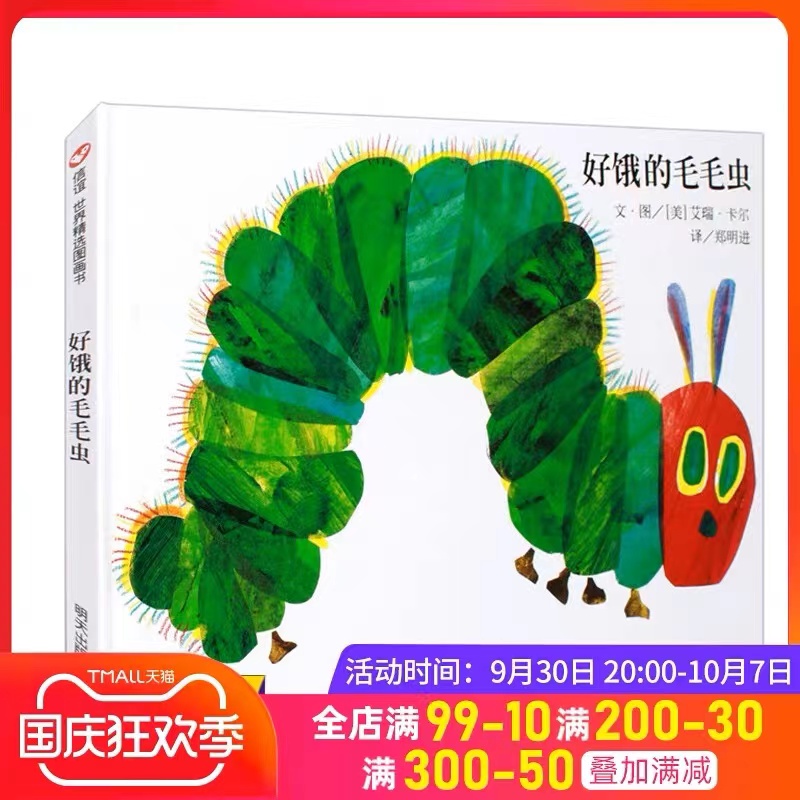 好饿的毛毛虫
文·图/[美]艾瑞·卡尔
译/郑明进
信谊 世界精选图画书
好饿的毛毛虫
TMALL天猫
国庆狂欢季
活动时间：9月30日 20:00-10月7日
全店满99-10满200-30
满300-50 叠加满减